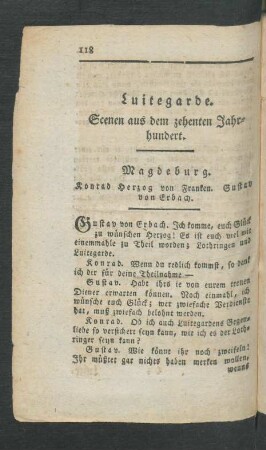 118
Luitegarde.
Scenen aus dem zehenten Jahr-
hundert.
Magdeburg.
Konrad Herzog von Franken. Gustav
von Erbach.
Gustav von Erbach. Ich komme, euch Glück
zu wünschen Herzog! Es ist euch viel mit
einemmahle zu Theil worden; Lothringen und
Luitegarde.
Konrad. Wenn du redlich kommst, so dank
ich dir für deine Theilnahme —
Gustav. Habt ihrs je von eurem treuen
Diener erwarten können. Noch einmahl, ich
wünsche euch Glück; wer zwiefache Verdienste
hat, muß zwiefach belohnet werden.
Konrad. Ob ich auch Luitegardens Gegen-
liebe so versichert seyn kann, wie ich es der Loth-
ringer seyn kann?
Gustav. Wie könnt ihr noch zweifeln?
Ihr müßtet gar nichts haben merken wollen,
wenns